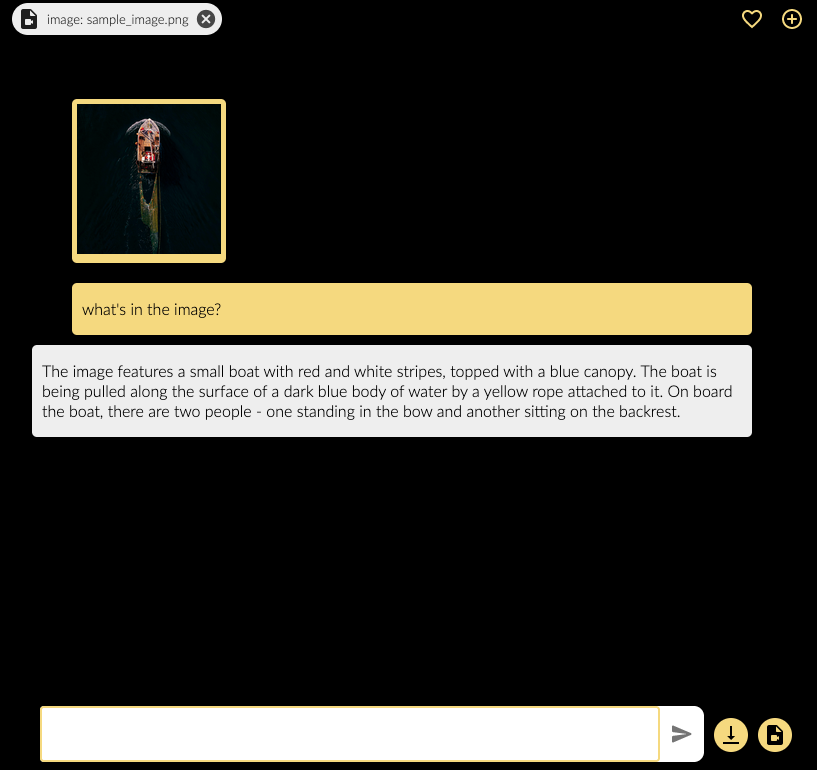 image: sample_image.png
what's in the image?
The image features a small boat with red and white stripes, topped with a blue canopy. The boat is
being pulled along the surface of a dark blue body of water by a yellow rope attached to it. On board
the boat, there are two people - one standing in the bow and another sitting on the backrest.